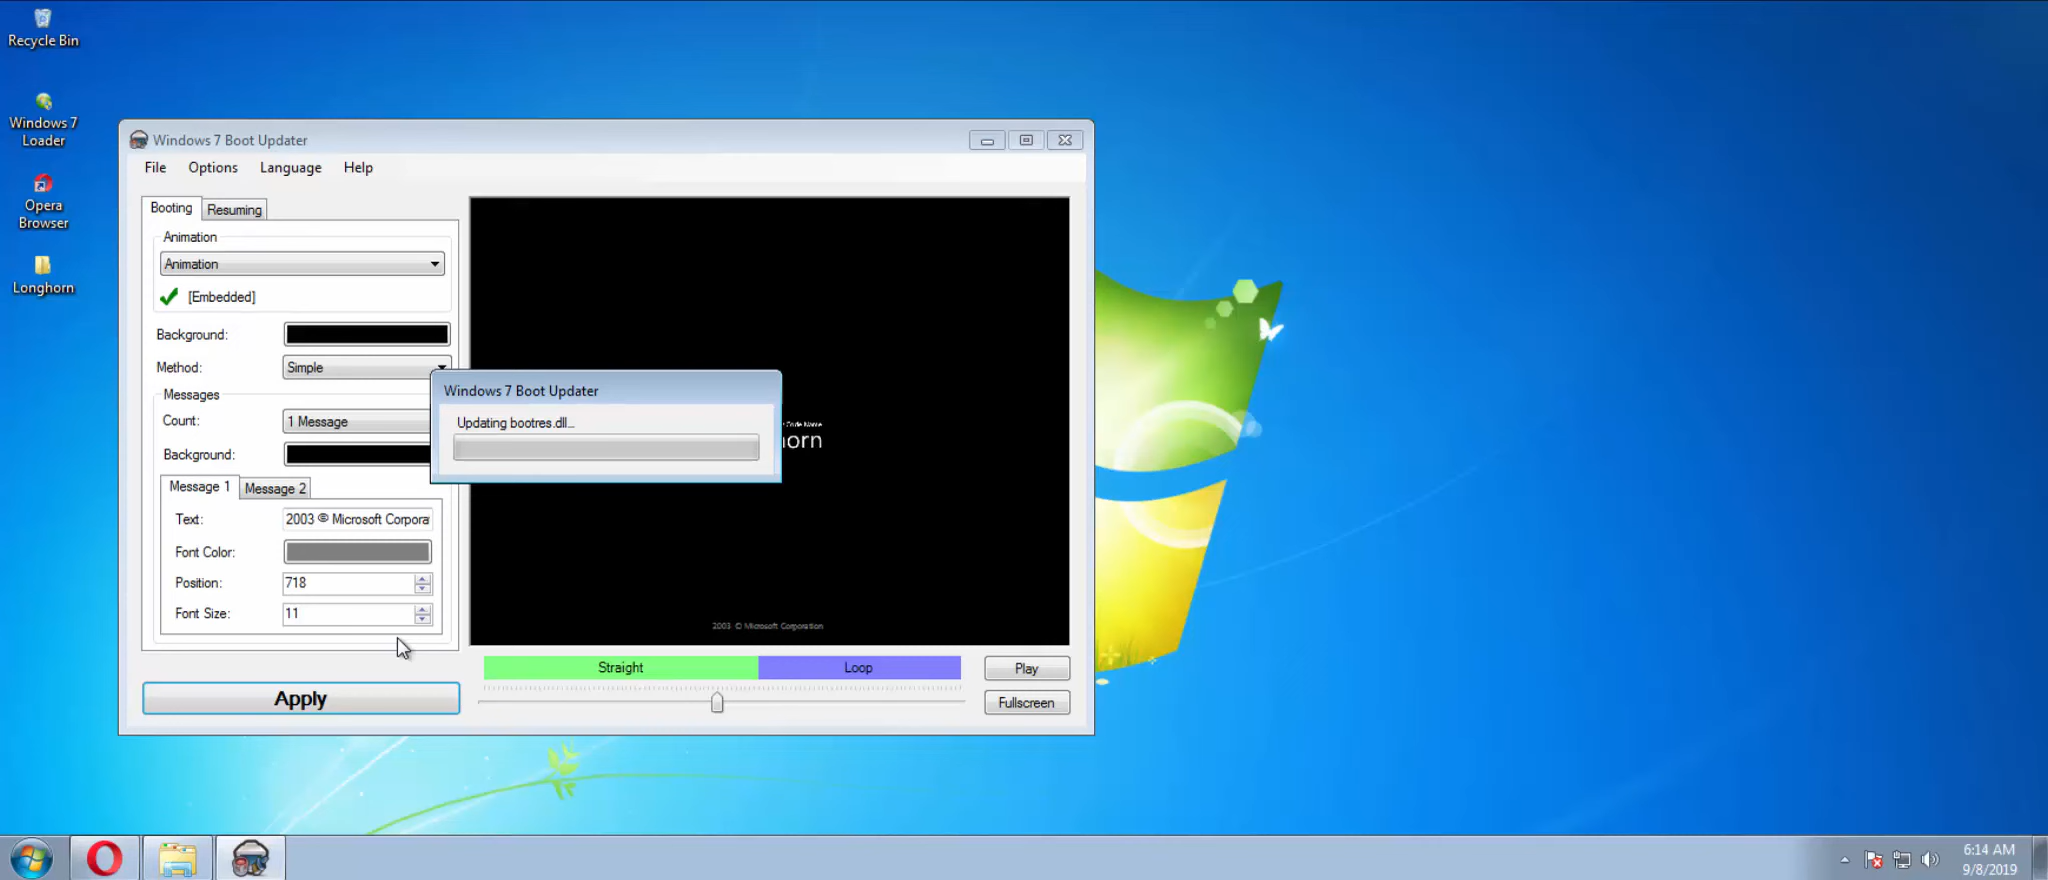 Recycle Bin
Windows 7
Loader
Opera
Browser
Longhorn
Windows 7 Boot Updater
File Options Language Help
Booting Resuming
Animation
Animation
[Embedded]
Background:
Method: Simple
Messages
Count: 1 Message
Background:
Message 1 Message 2
Text: 2003 © Microsoft Corpora
Font Color:
Position: 718
Font Size: 11
Apply
Windows 7 Boot Updater
Updating bootres.dll...
Code Name
orn
2003 © Microsoft Corporation
Straight Loop Play
Fullscreen
6:14 AM
9/8/2019